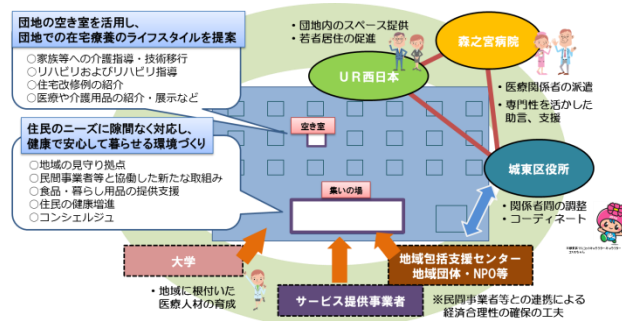 団地の空き室を活用し、
団地での在宅療養のライフスタイルを提案
○家族等への介護指導・技術移行
○リハビリおよびリハビリ指導
○住宅改修例の紹介
○医療や介護用品の紹介・展示など
住民のニーズに隙間なく対応し、
健康で安心して暮らせる環境づくり
○地域の見守り拠点
○民間事業者等と協働した新たな取組み
○食品・暮らし用品の提供支援
○住民の健康増進
○コンシェルジュ
・団地内のスペース提供
・若者居住の促進
UR西日本
森之宮病院
・医療関係者の派遣
・専門性を活かした
助言、支援
空き室
城東区役所
・関係者間の調整
・コーディネート
集いの場
大学
・地域に根付いた
医療人材の育成
サービス提供事業者
地域包括支援センター
地域団体・NPO等
※民間事業者等との連携による
経済合理性の確保の工夫